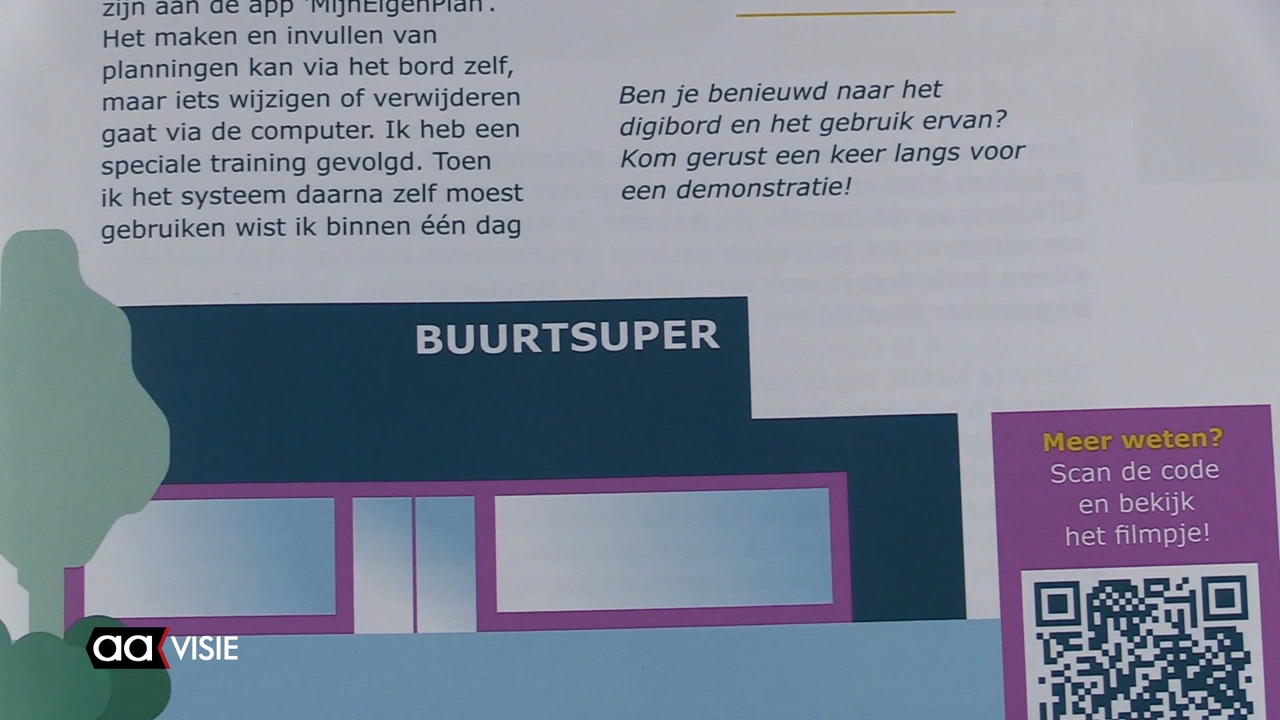 zijn aan de app 'MijnEigenPlan'.
Het maken en invullen van
planningen kan via het bord zelf,
maar iets wijzigen of verwijderen
gaat via de computer. Ik heb een
speciale training gevolgd. Toen
ik het systeem daarna zelf moest
gebruiken wist ik binnen één dag
Ben je benieuwd naar het
digibord en het gebruik ervan?
Kom gerust een keer langs voor
een demonstratie!
BUURTSUPER
Meer weten?
Scan de code
en bekijk
het filmpje!
aa VISIE